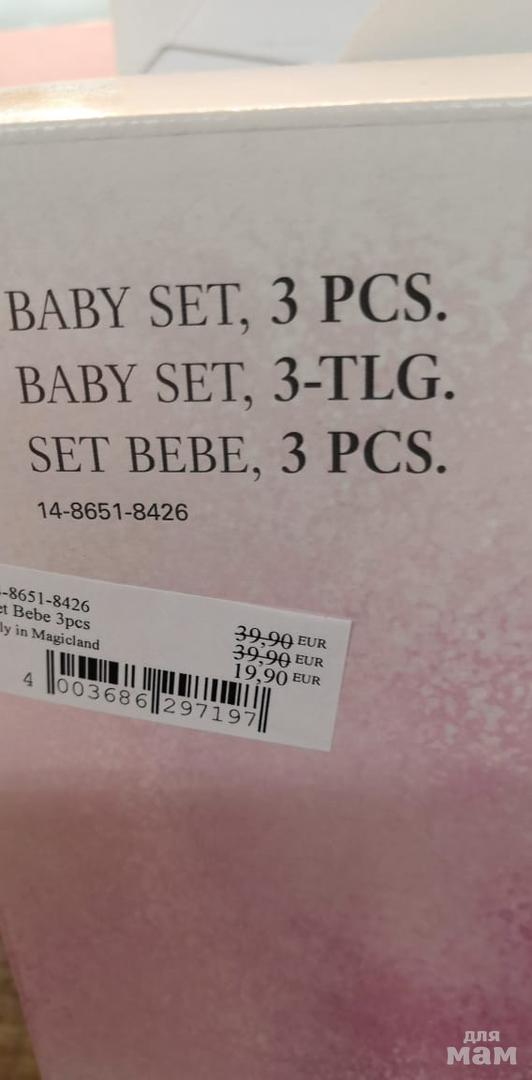 BABY SET, 3 PCS.
BABY SET, 3-TLG.
SET BEBE, 3 PCS.
14-8651-8426
-8651-8426
et Bebe 3pcs
ly in Magicland
39,90 EUR
39,90 EUR
19,90 EUR
4 003686 297197
для
мам